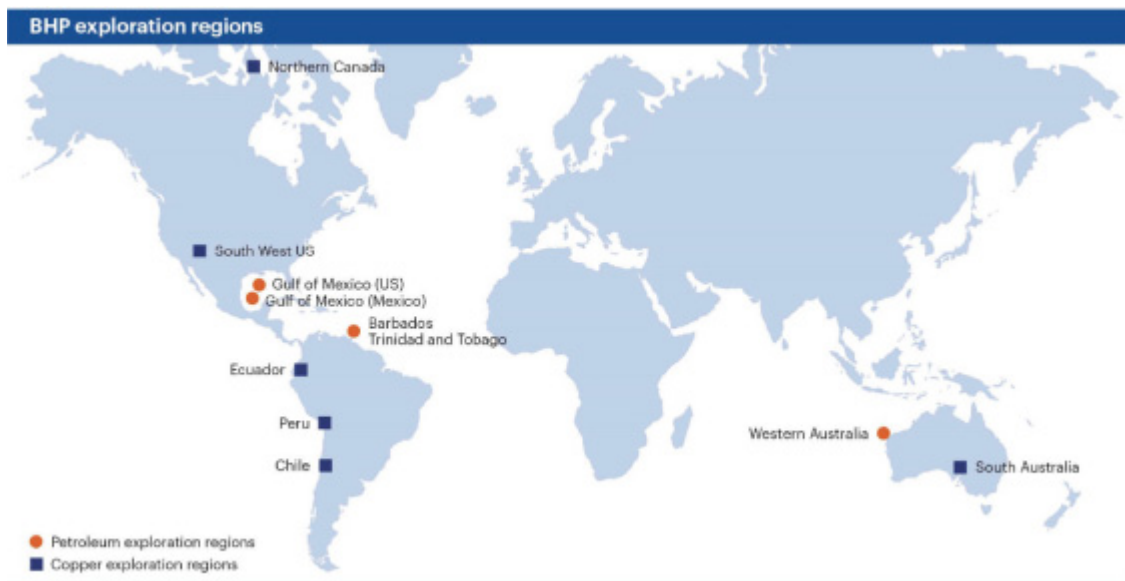 BHP exploration regions
Northern Canada
South West US
Gulf of Mexico (US)
Gulf of Mexico (Mexico)
Barbados
Trinidad and Tobago
Ecuador
Peru
Western Australia
Chile
South Australia
Petroleum exploration regions
Copper exploration regions